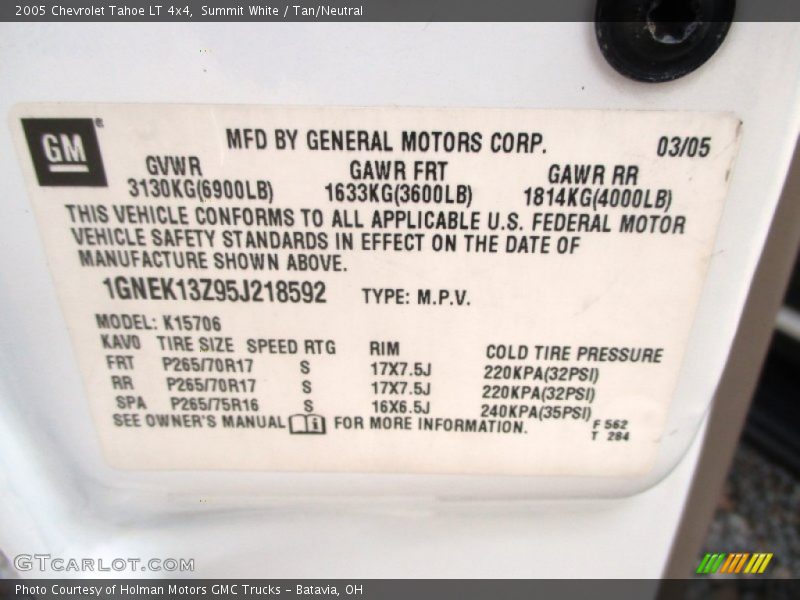 2005 Chevrolet Tahoe LT 4x4, Summit White / Tan/Neutral
GM®
MFD BY GENERAL MOTORS CORP. 03/05
GVWR GAWR FRT GAWR RR
3130KG(6900LB) 1633KG(3600LB) 1814KG(4000LB)
THIS VEHICLE CONFORMS TO ALL APPLICABLE U.S. FEDERAL MOTOR
VEHICLE SAFETY STANDARDS IN EFFECT ON THE DATE OF
MANUFACTURE SHOWN ABOVE.
1GNEK13Z95J218592 TYPE: M.P.V.
MODEL: K15706
KAV0 TIRE SIZE SPEED RTG RIM COLD TIRE PRESSURE
FRT P265/70R17 S 17X7.5J 220KPA(32PSI)
RR P265/70R17 S 17X7.5J 220KPA(32PSI)
SPA P265/75R16 S 16X6.5J 240KPA(35PSI)
SEE OWNER'S MANUAL i FOR MORE INFORMATION. F 562
T 284
GTCARLOT.COM
Photo Courtesy of Holman Motors GMC Trucks - Batavia, OH